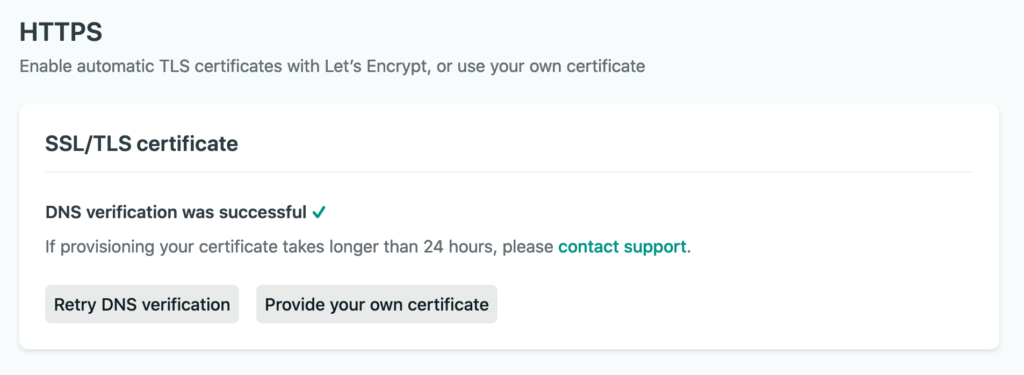 HTTPS
Enable automatic TLS certificates with Let’s Encrypt, or use your own certificate
SSL/TLS certificate
DNS verification was successful ✓
If provisioning your certificate takes longer than 24 hours, please contact support.
Retry DNS verification
Provide your own certificate